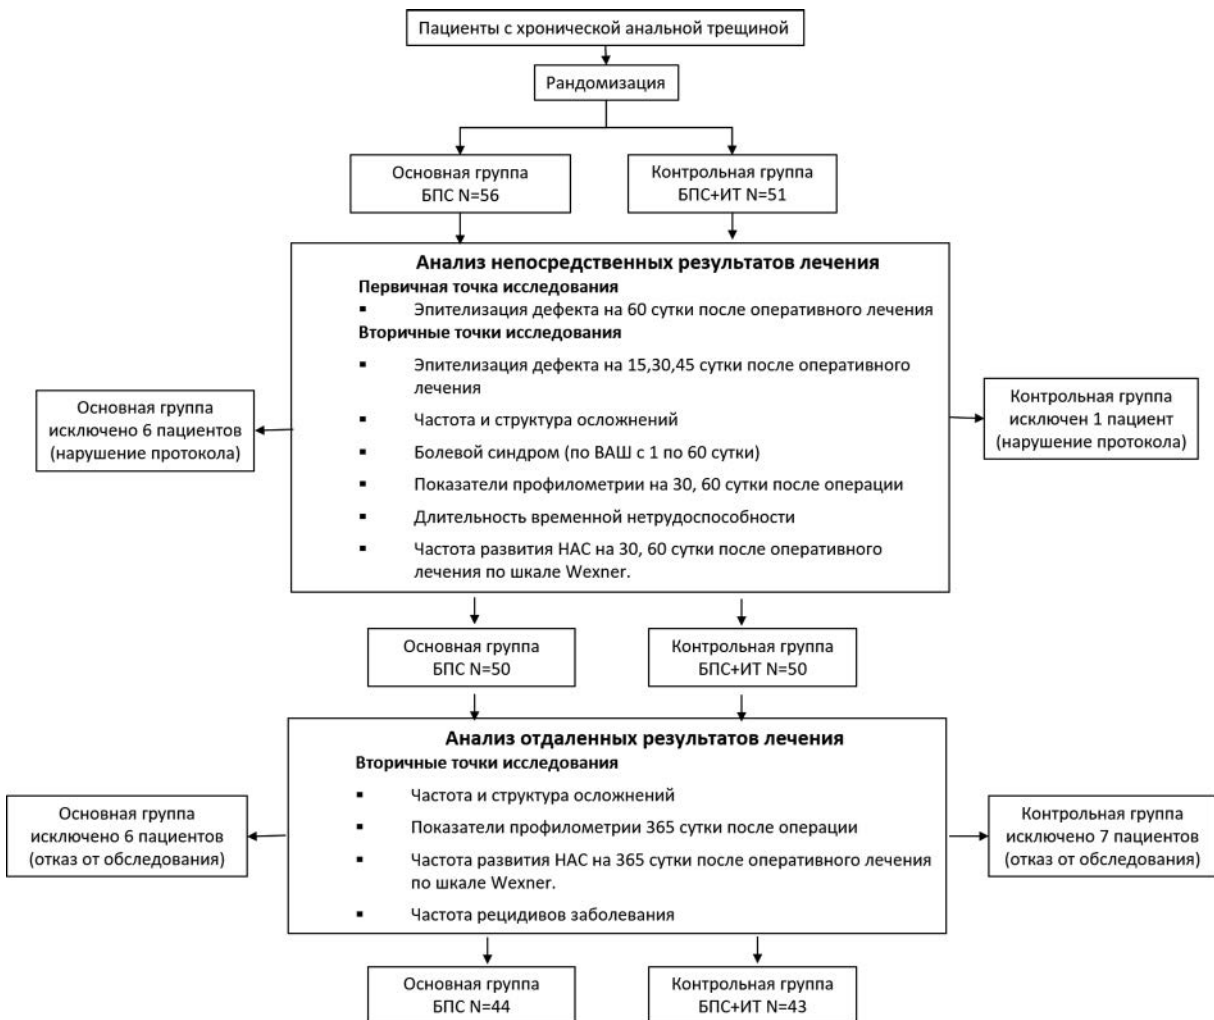 Пациенты с хронической анальной трещиной
Рандомизация
Основная группа
БПС N=56
Контрольная группа
БПС+ИТ N=51
Анализ непосредственных результатов лечения
Первичная точка исследования
▪ Эпителизация дефекта на 60 сутки после оперативного лечения
Вторичные точки исследования
▪ Эпителизация дефекта на 15,30,45 сутки после оперативного
лечения
▪ Частота и структура осложнений
▪ Болевой синдром (по ВАШ с 1 по 60 сутки)
▪ Показатели профилометрии на 30, 60 сутки после операции
▪ Длительность временной нетрудоспособности
▪ Частота развития НАС на 30, 60 сутки после оперативного
лечения по шкале Wexner.
Основная группа
исключено 6 пациентов
(нарушение протокола)
Контрольная группа
исключен 1 пациент
(нарушение протокола)
Основная группа
БПС N=50
Контрольная группа
БПС+ИТ N=50
Анализ отдаленных результатов лечения
Вторичные точки исследования
▪ Частота и структура осложнений
▪ Показатели профилометрии 365 сутки после операции
▪ Частота развития НАС на 365 сутки после оперативного лечения
по шкале Wexner.
▪ Частота рецидивов заболевания
Основная группа
исключено 6 пациентов
(отказ от обследования)
Контрольная группа
исключено 7 пациентов
(отказ от обследования)
Основная группа
БПС N=44
Контрольная группа
БПС+ИТ N=43